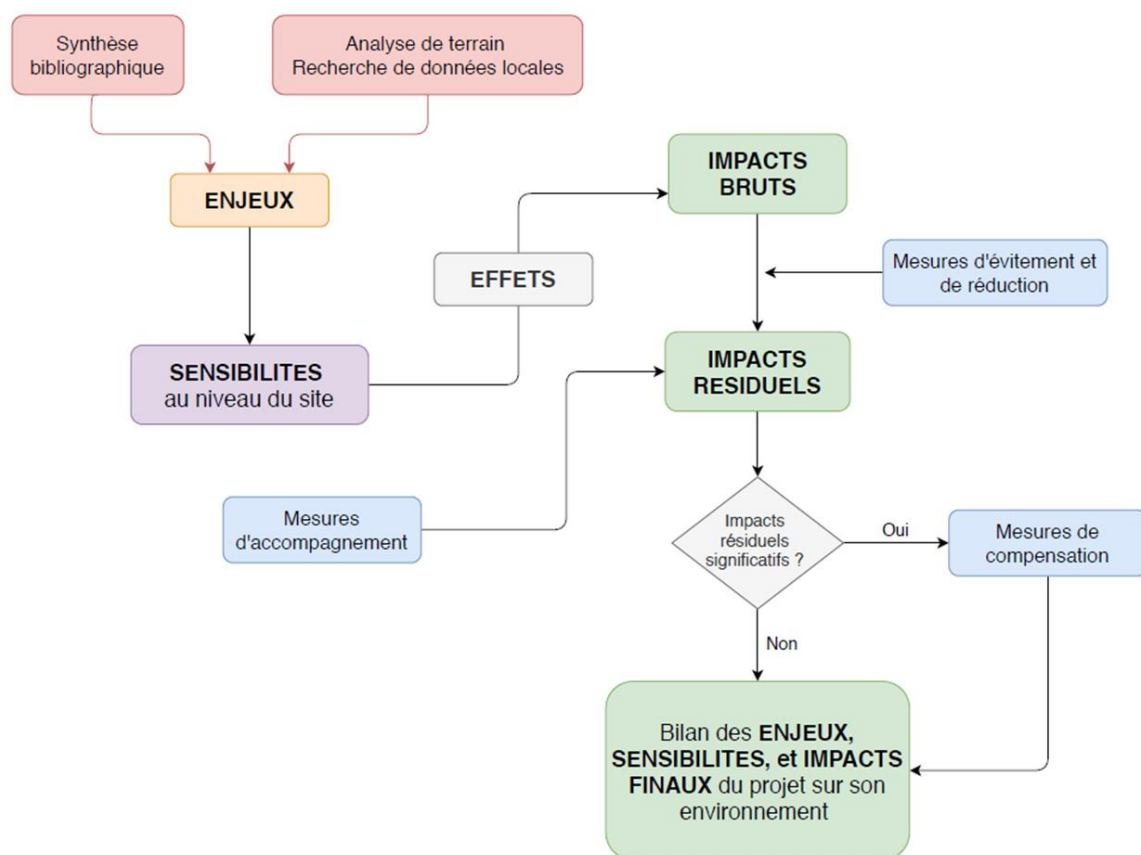 Synthèse
bibliographique
Analyse de terrain
Recherche de données locales
ENJEUX
IMPACTS
BRUTS
EFFETS
Mesures d'évitement et
de réduction
SENSIBILITES
au niveau du site
IMPACTS
RESIDUELS
Mesures
d'accompagnement
Impacts
résiduels
significatifs ?
Oui
Mesures de
compensation
Non
Bilan des ENJEUX,
SENSIBILITES, et IMPACTS
FINAUX du projet sur son
environnement